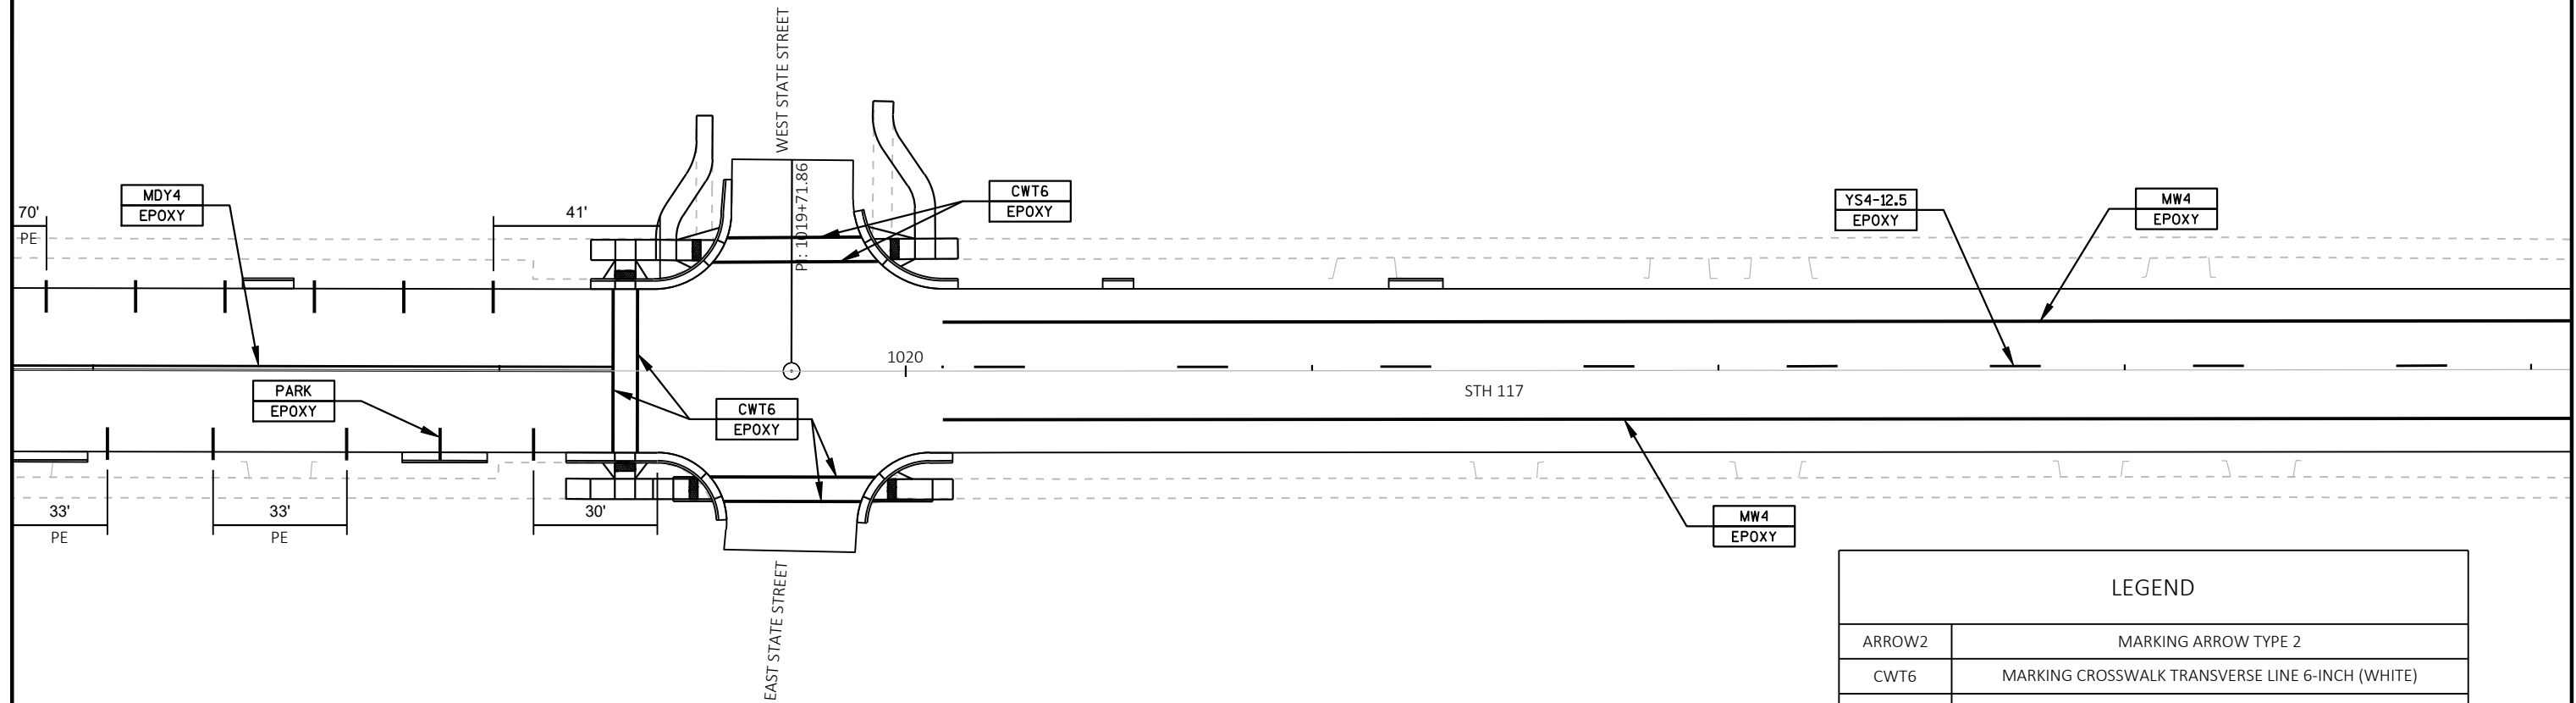 WEST STATE STREET
PI: 1019+71.86
MDY4
EPOXY
CWT6
EPOXY
YS4-12.5
EPOXY
MW4
EPOXY
70'
PE
41'
1020
STH 117
PARK
EPOXY
CWT6
EPOXY
33'
PE
33'
PE
30'
MW4
EPOXY
EAST STATE STREET
LEGEND
ARROW2 MARKING ARROW TYPE 2
CWT6 MARKING CROSSWALK TRANSVERSE LINE 6-INCH (WHITE)